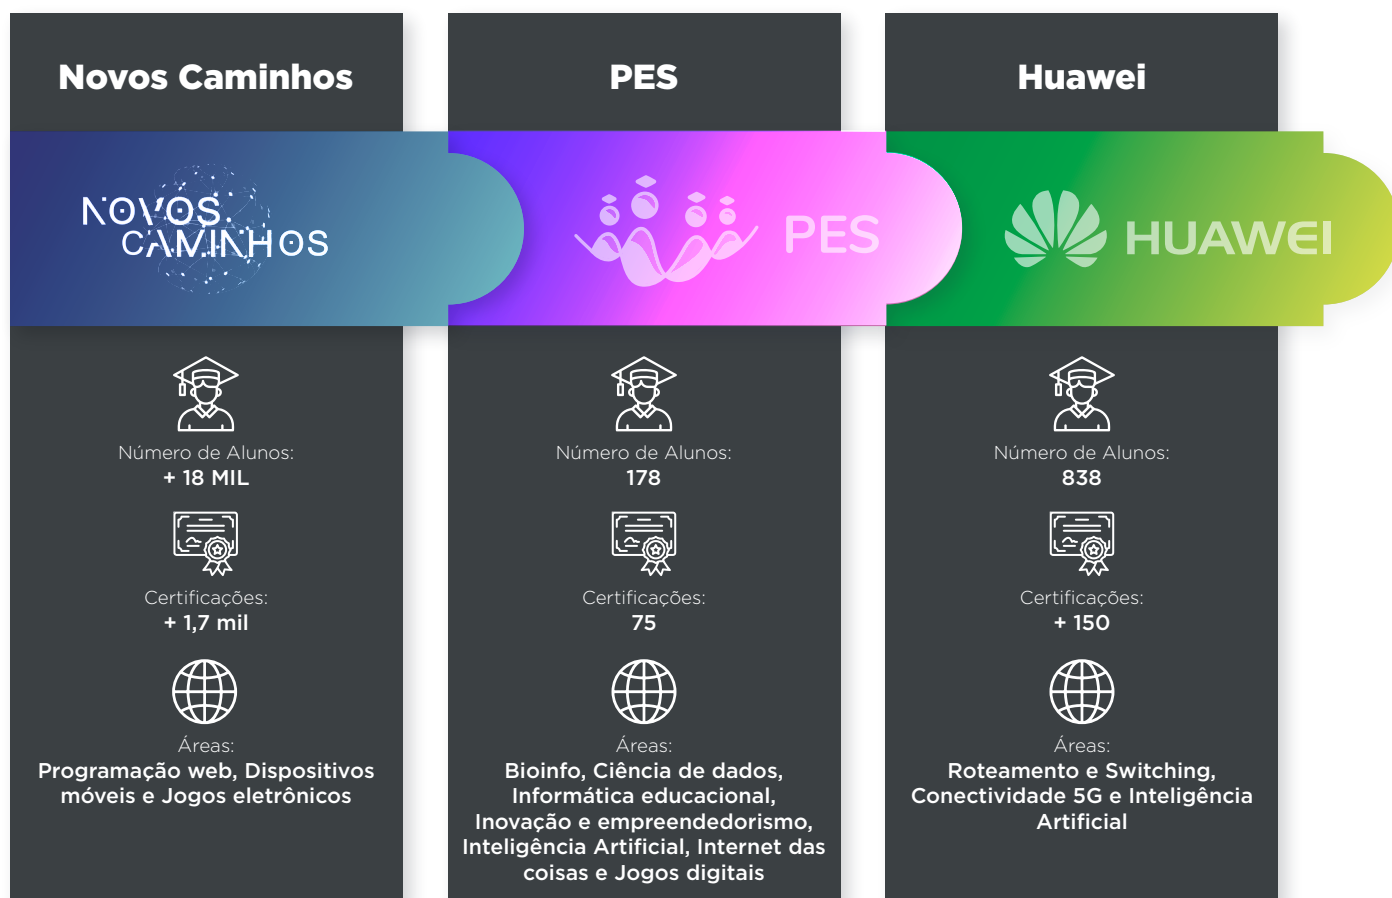 Novos Caminhos
NOVOS
CAMINHOS
Número de Alunos:
+ 18 MIL
Certificações:
+ 1,7 mil
Áreas:
Programação web, Dispositivos
móveis e Jogos eletrônicos
PES
PES
Número de Alunos:
178
Certificações:
75
Áreas:
Bioinfo, Ciência de dados,
Informática educacional,
Inovação e empreendedorismo,
Inteligência Artificial, Internet das
coisas e Jogos digitais
Huawei
HUAWEI
Número de Alunos:
838
Certificações:
+ 150
Áreas:
Roteamento e Switching,
Conectividade 5G e Inteligência
Artificial